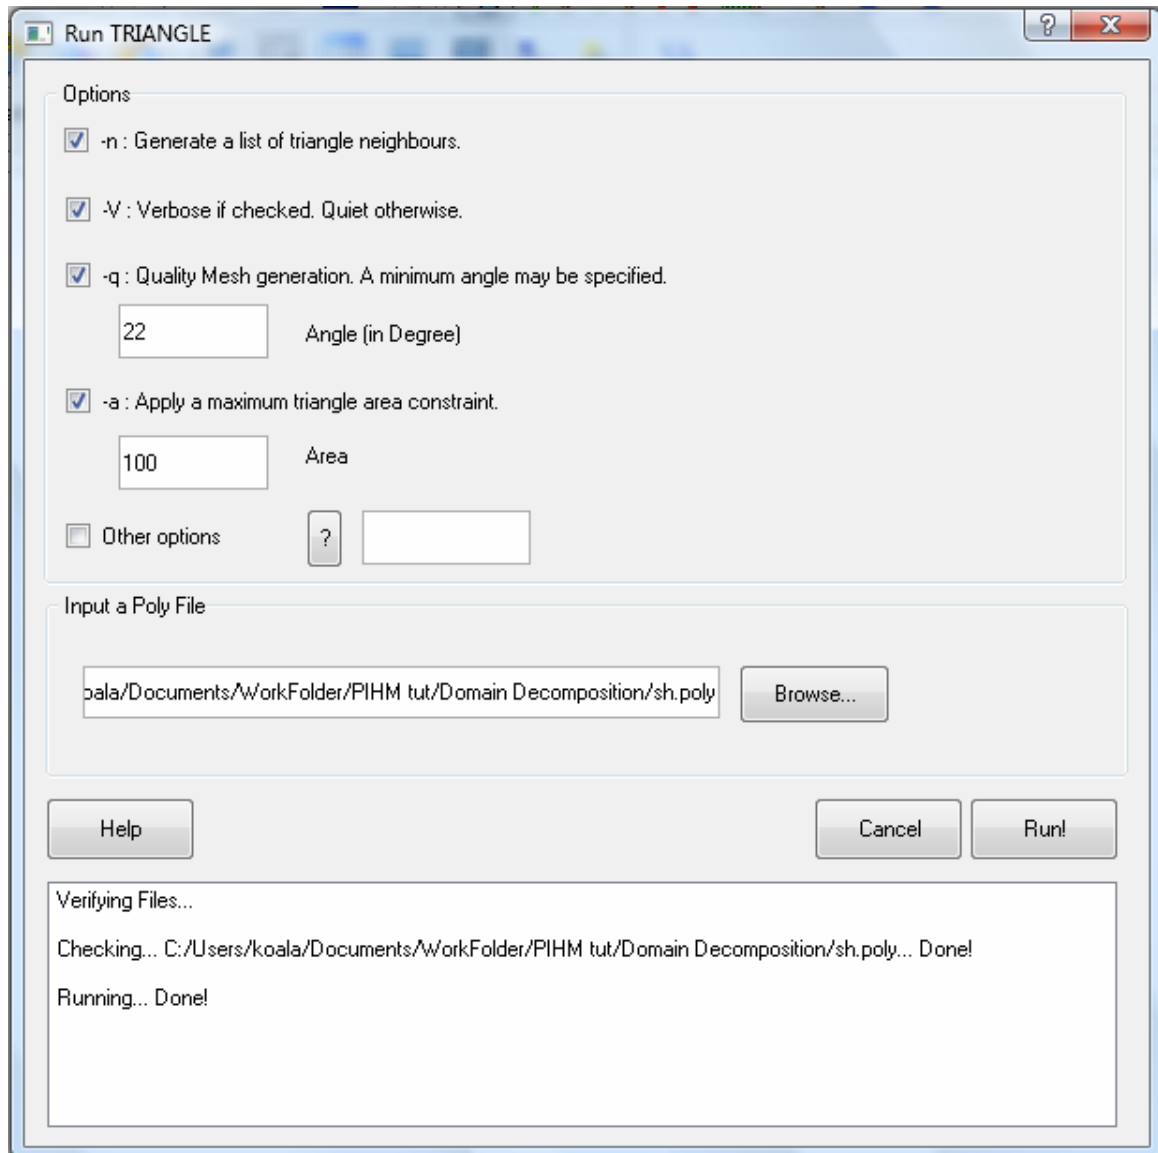 Run TRIANGLE
?
X
Options
-n : Generate a list of triangle neighbours.
-V : Verbose if checked. Quiet otherwise.
-q : Quality Mesh generation. A minimum angle may be specified.
22
Angle (in Degree)
-a : Apply a maximum triangle area constraint.
100
Area
Other options
?
Input a Poly File
oala/Documents/WorkFolder/PIHM tut/Domain Decomposition/sh.poly
Browse...
Help
Cancel
Run!
Verifying Files...
Checking... C:/Users/koala/Documents/WorkFolder/PIHM tut/Domain Decomposition/sh.poly... Done!
Running... Done!